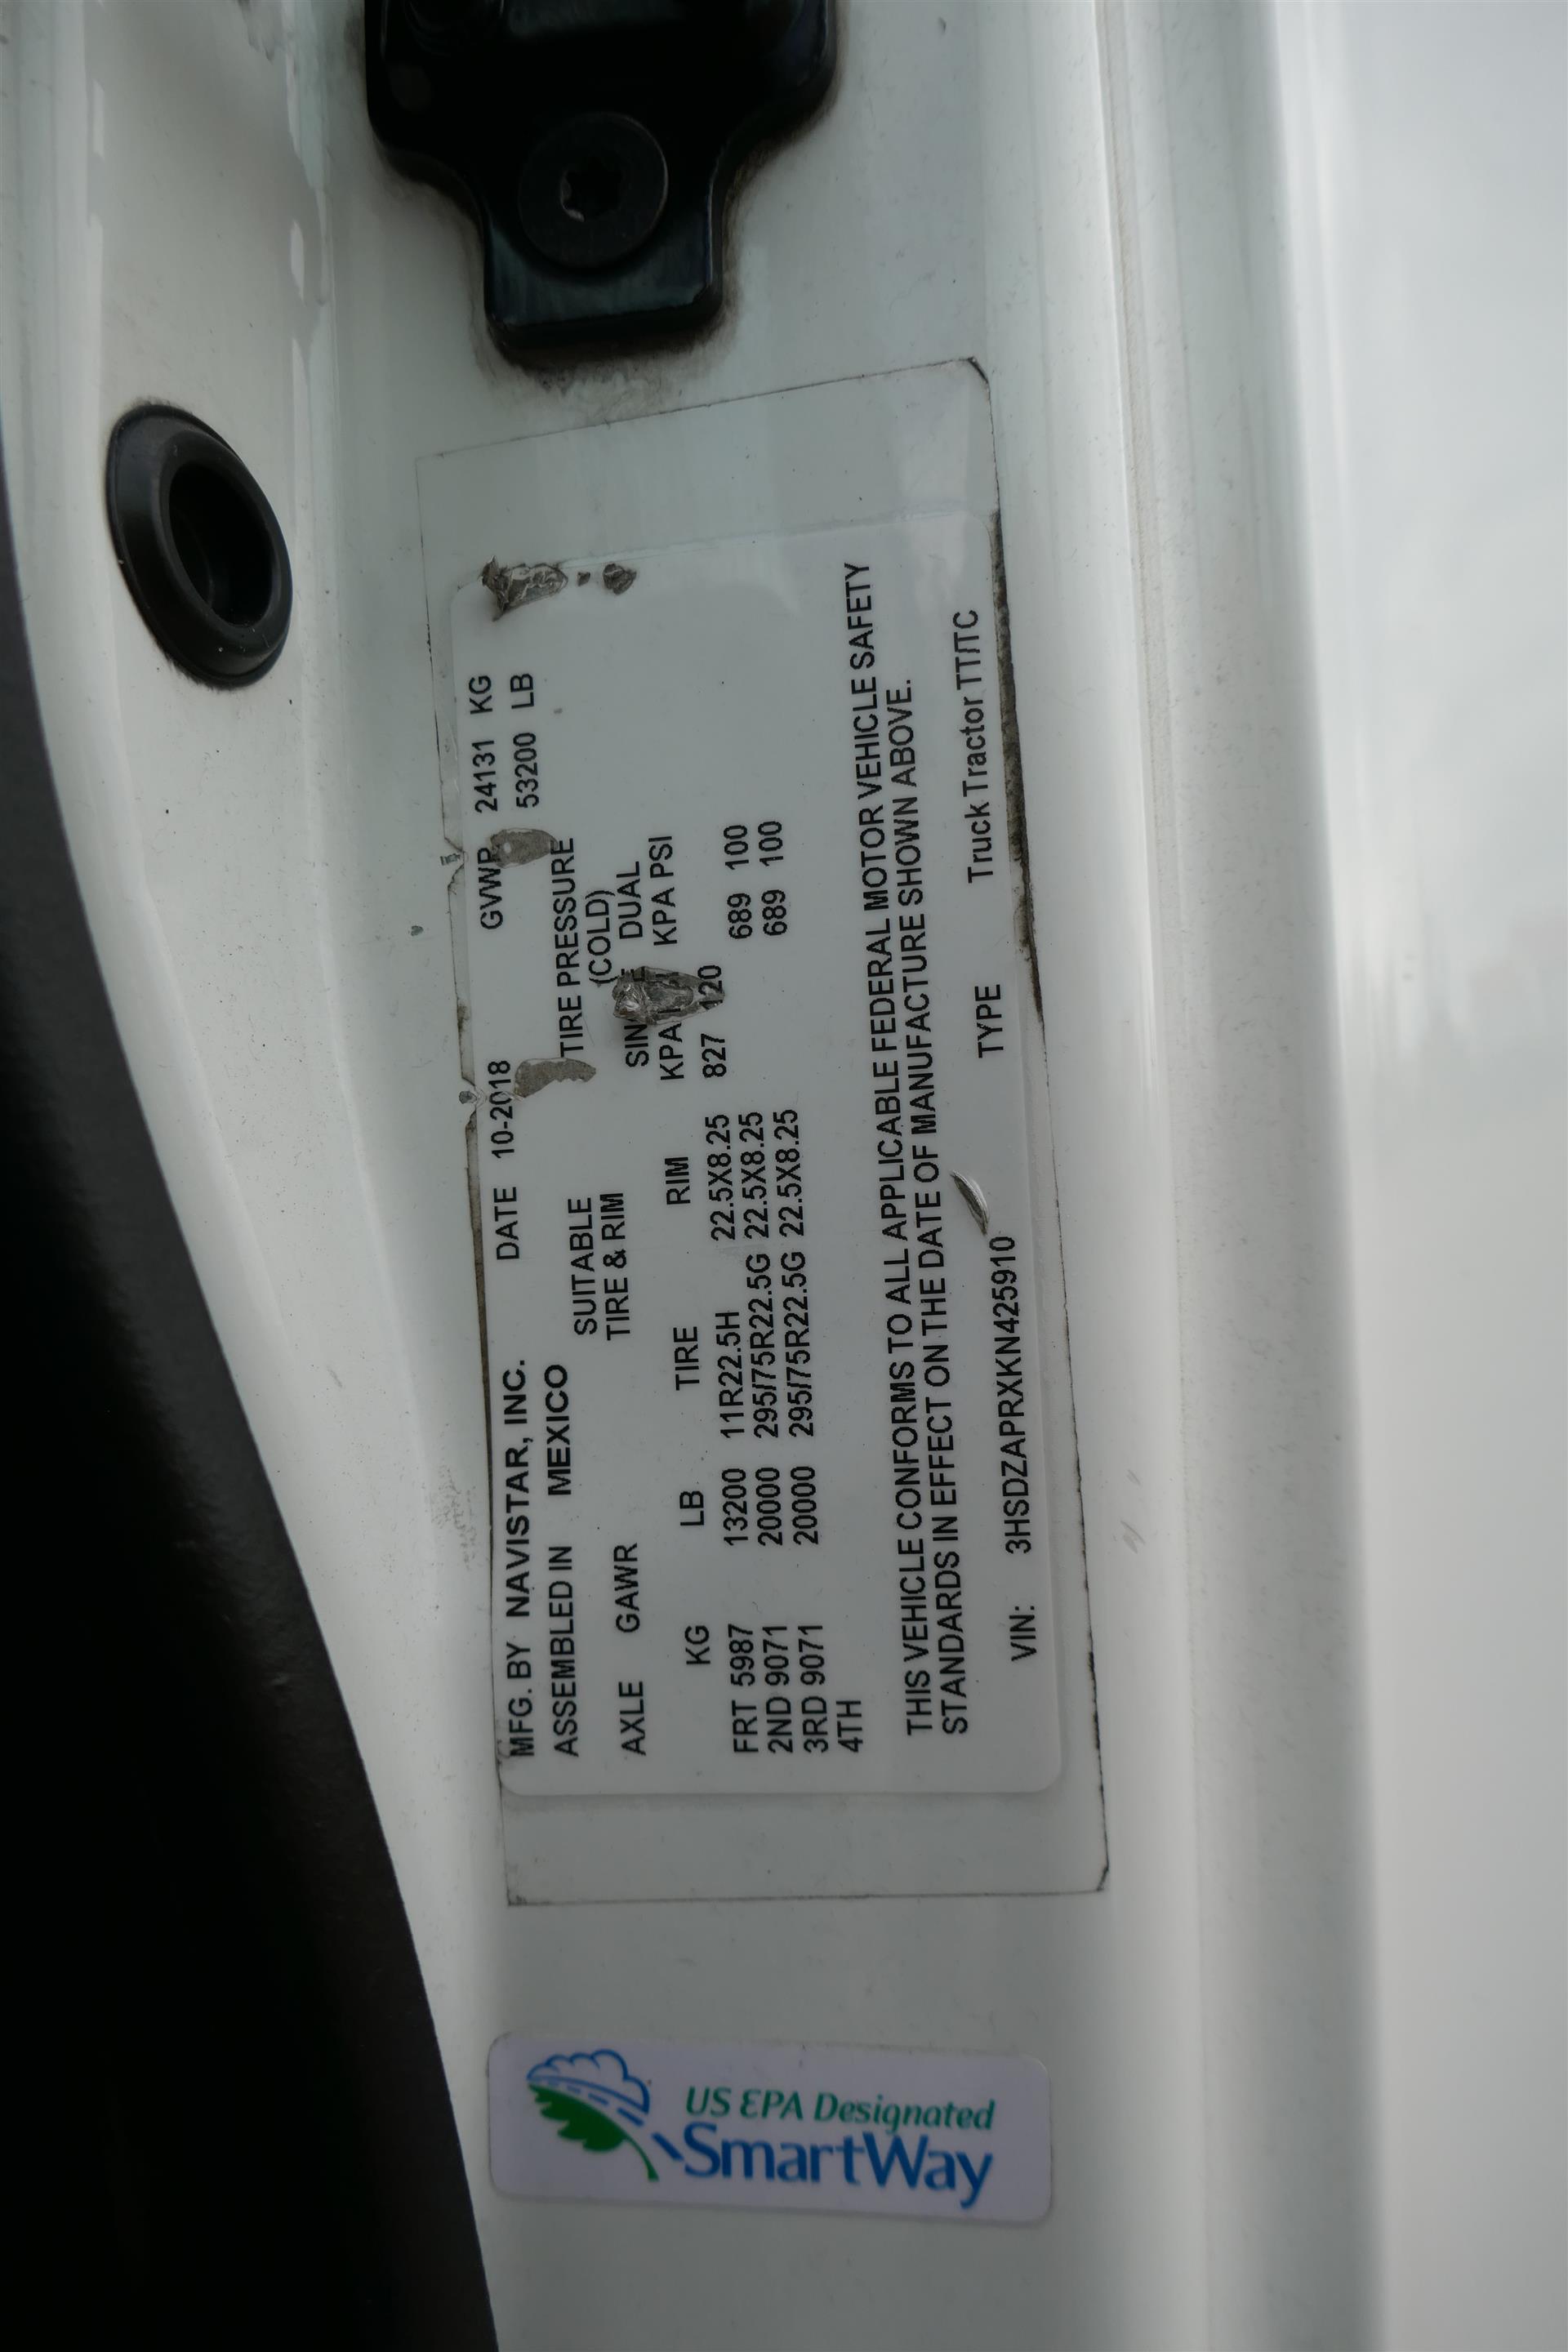 MFG. BY NAVISTAR, INC. DATE 10-2018 GVWR 24131 KG
ASSEMBLED IN MEXICO 53200 LB
SUITABLE TIRE PRESSURE
AXLE GAWR TIRE & RIM (COLD)
DUAL
KG LB TIRE RIM KPA KPA PSI
FRT 5987 13200 11R22.5H 22.5X8.25 827 120
2ND 9071 20000 295/75R22.5G 22.5X8.25 689 100
3RD 9071 20000 295/75R22.5G 22.5X8.25 689 100
4TH
THIS VEHICLE CONFORMS TO ALL APPLICABLE FEDERAL MOTOR VEHICLE SAFETY
STANDARDS IN EFFECT ON THE DATE OF MANUFACTURE SHOWN ABOVE.
VIN: 3HSDZAPRXKN425910 TYPE Truck Tractor TT/TC
US EPA Designated
SmartWay